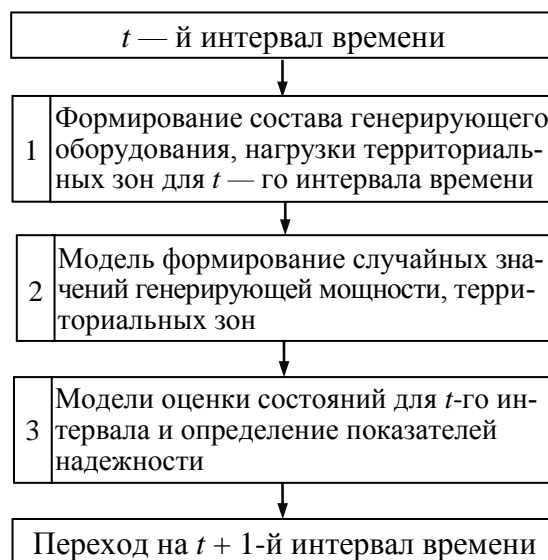 t — й интервал времени
Формирование состава генерирующего
1 оборудования, нагрузки территориаль-
ных зон для t — го интервала времени
Модель формирование случайных зна-
2 чений генерирующей мощности, терри-
ториальных зон
Модели оценки состояний для t-го ин-
3 тервала и определение показателей
надежности
Переход на t + 1-й интервал времени